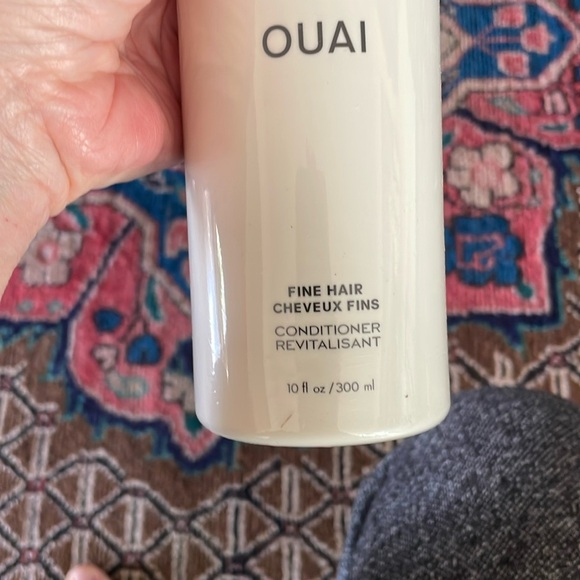 OUAI
FINE HAIR
CHEVEUX FINS
CONDITIONER
REVITALISANT
10 fl oz / 300 ml